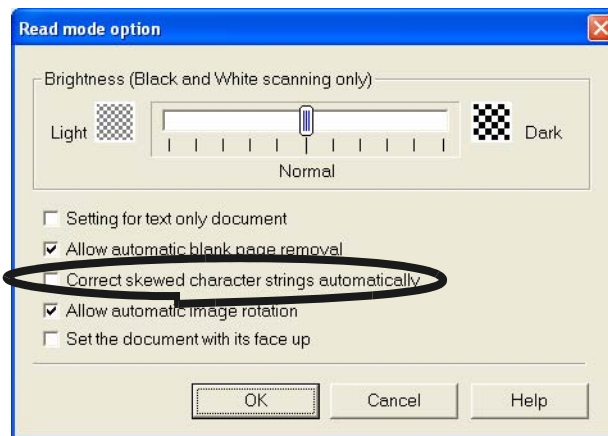 Read mode option
Brightness (Black and White scanning only)
Light
Dark
Normal
Setting for text only document
Allow automatic blank page removal
Correct skewed character strings automatically
Allow automatic image rotation
Set the document with its face up
OK Cancel Help